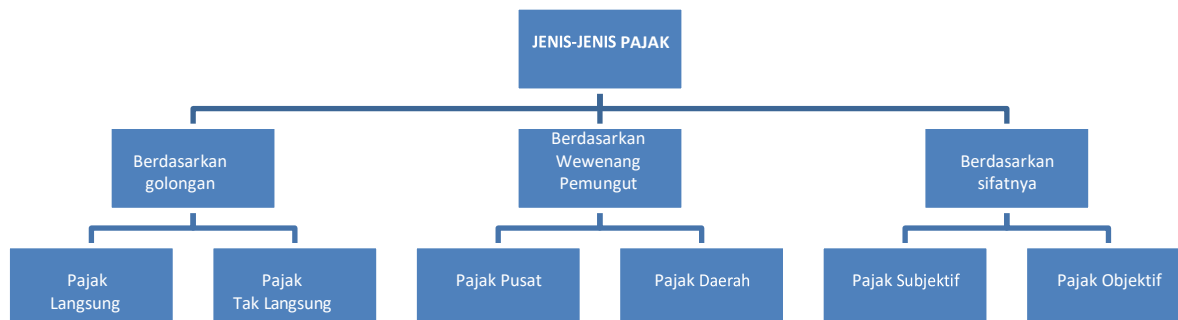 JENIS-JENIS PAJAK
Berdasarkan
golongan
Berdasarkan
Wewenang
Pemungut
Berdasarkan
sifatnya
Pajak
Langsung
Pajak
Tak Langsung
Pajak Pusat
Pajak Daerah
Pajak Subjektif
Pajak Objektif